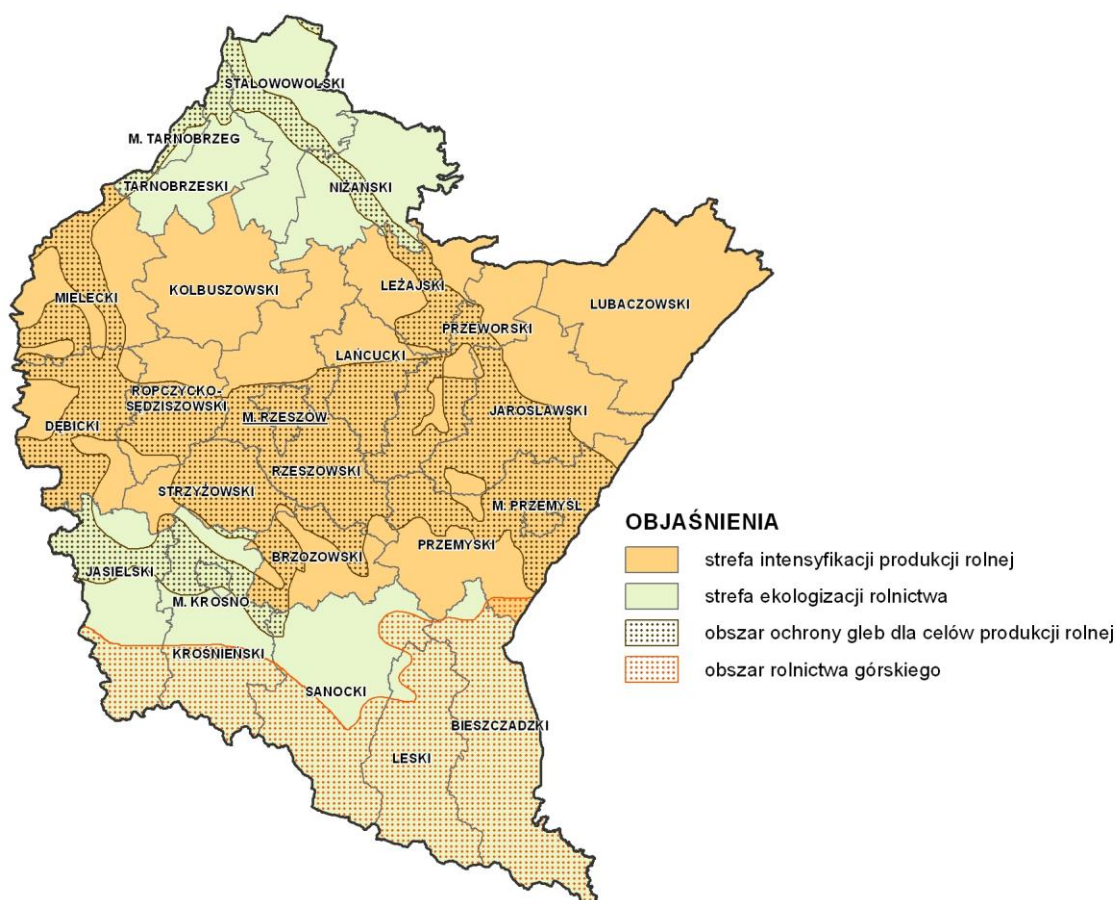 STALOWOWOLSKI
M. TARNOBRZEG
TARNOBRZESKI
NIŻAŃSKI
MIELECKI
KOLBUSZOWSKI
LEŻAJSKI
LUBACZOWSKI
PRZEWORSKI
ŁAŃCUCKI
ROPCZYCKO-
SĘDZISZOWSKI
M. RZESZÓW
JAROSŁAWSKI
DĘBICKI
RZESZOWSKI
STRZYŻOWSKI
M. PRZEMYŚL
PRZEMYSKI
BRZOZOWSKI
JASIELSKI
M. KROSNO
KROŚNIEŃSKI
SANOCKI
BIESZCZADZKI
LESKI
OBJAŚNIENIA
strefa intensyfikacji produkcji rolnej
strefa ekologizacji rolnictwa
obszar ochrony gleb dla celów produkcji rolnej
obszar rolnictwa górskiego